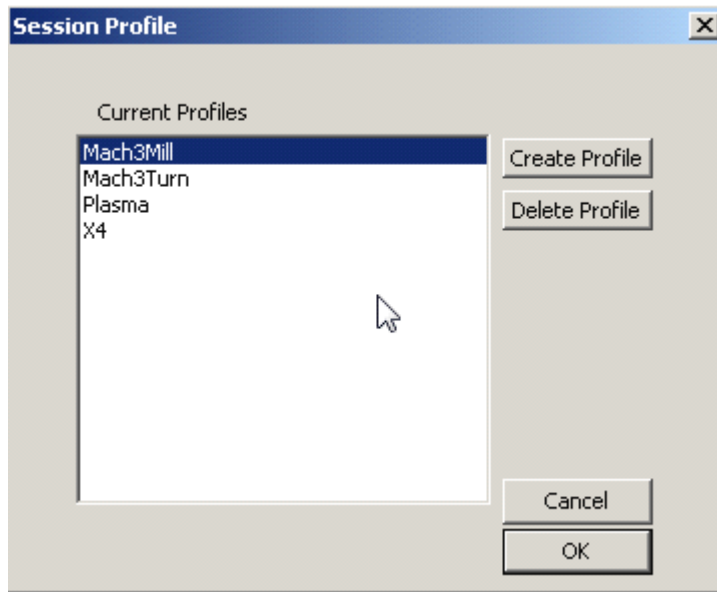 Session Profile
Current Profiles
Mach3Mill
Mach3Turn
Plasma
X4
Create Profile
Delete Profile
Cancel
OK